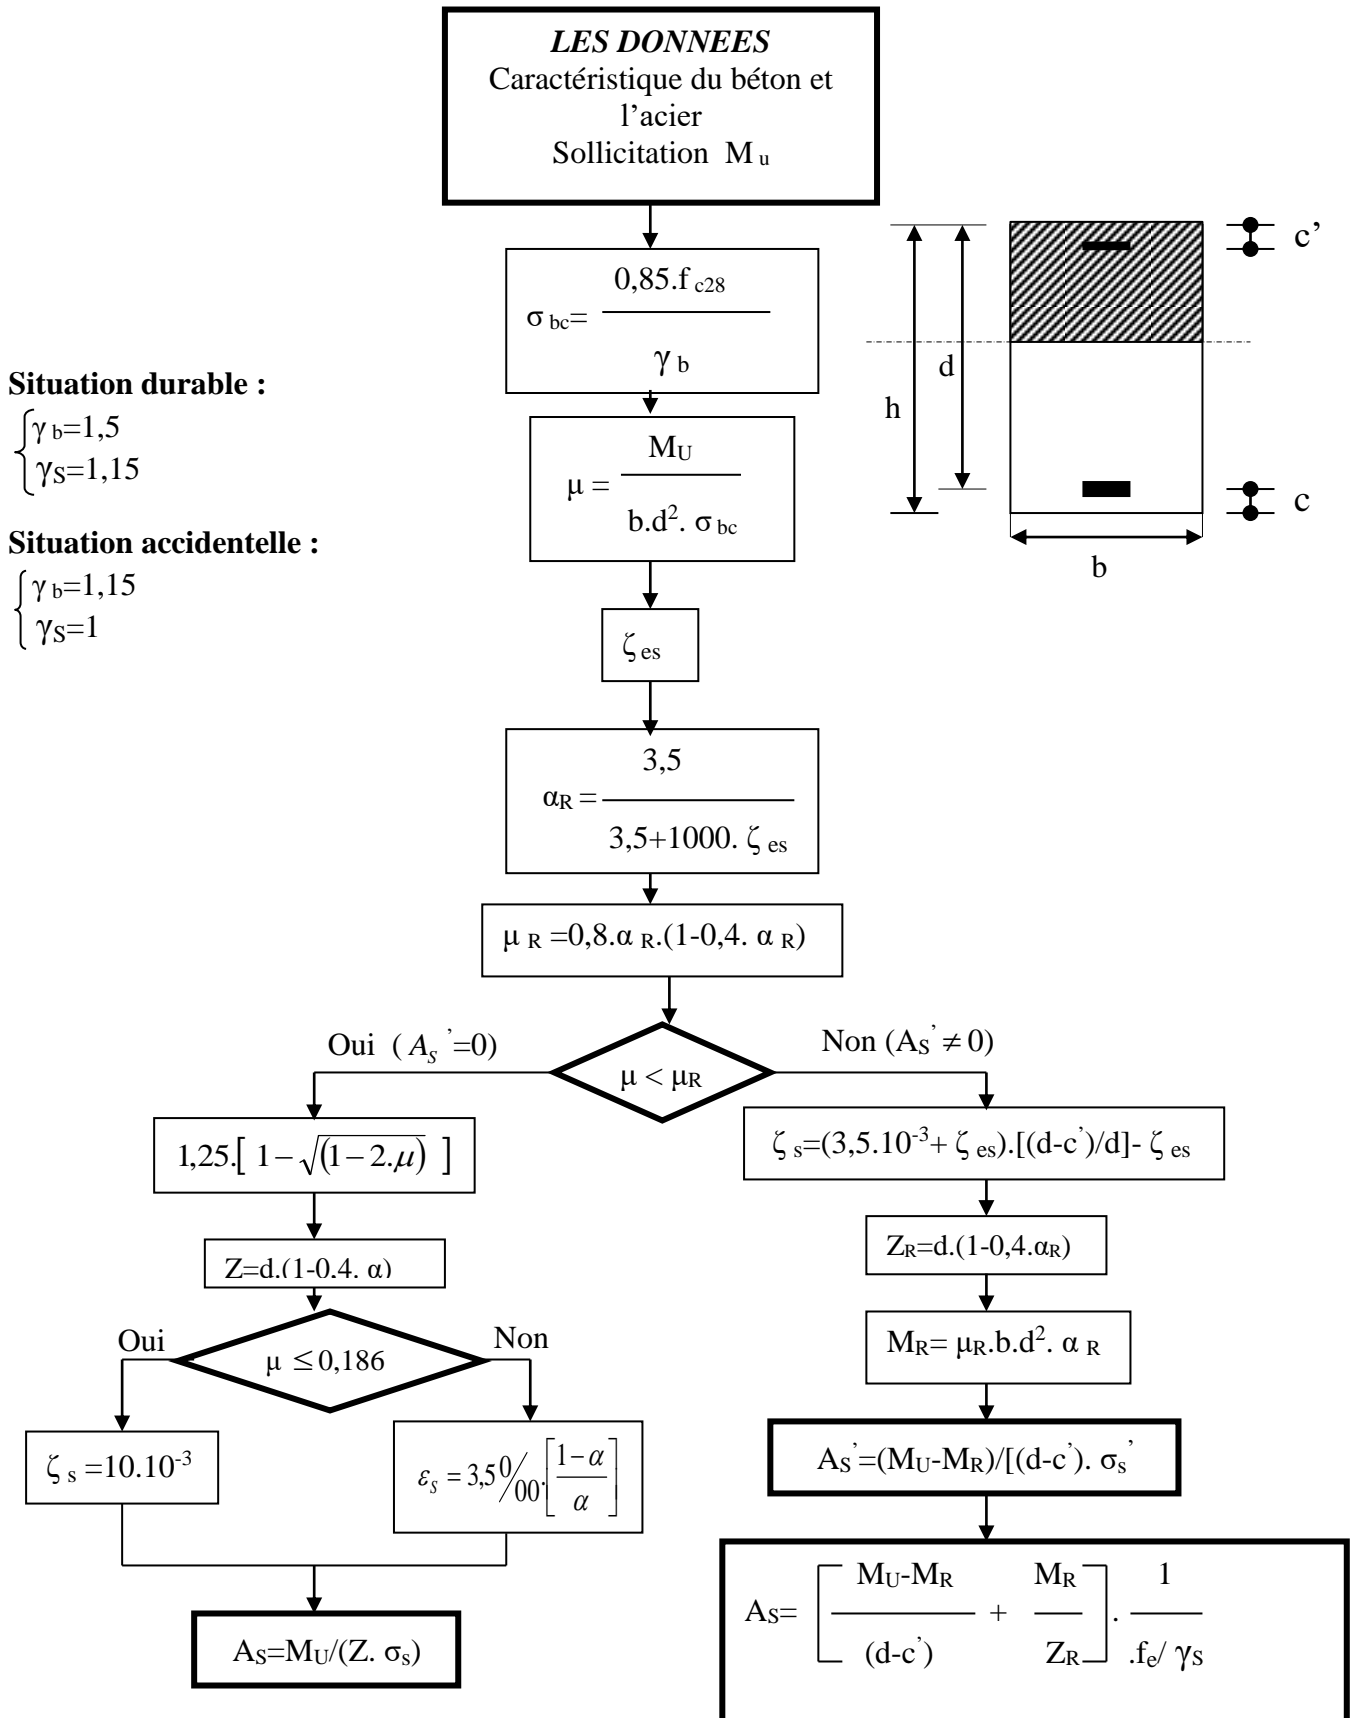 LES DONNEES
Caractéristique du béton et
l’acier
Sollicitation M u
σ bc= 0,85.f c28 / γ b
c’
d
h
c
b
Situation durable :
γ b=1,5
γS=1,15
Situation accidentelle :
γ b=1,15
γS=1
μ = MU / b.d². σ bc
ζ es
αR = 3,5 / 3,5+1000. ζ es
μ R =0,8.α R.(1-0,4. α R)
Oui ( As ’=0)
μ < μR
Non (AS’ ≠ 0)
1,25.[ 1−√(1−2.μ) ]
Z=d.(1-0,4. α)
μ ≤ 0,186
Oui
Non
ζ s =10.10-3
εS = 3,5 0/00.[1−α / α]
AS=MU/(Z. σs)
ζ s=(3,5.10-3+ ζ es).[(d-c’)/d]- ζ es
ZR=d.(1-0,4.αR)
MR= μR.b.d². α R
AS’=(MU-MR)/[(d-c’). σs’
AS= [ MU-MR / (d-c’) + MR / ZR ] . 1 / .fe/ γS